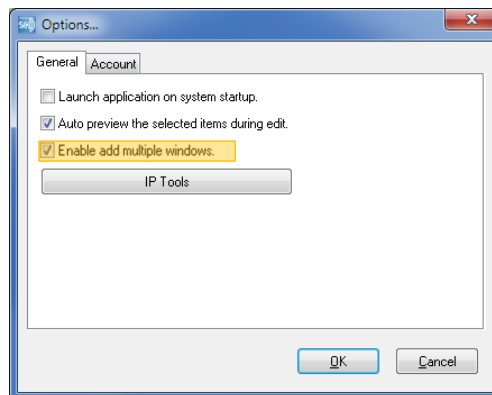 Options...
General Account
Launch application on system startup.
Auto preview the selected items during edit.
Enable add multiple windows.
IP Tools
OK Cancel